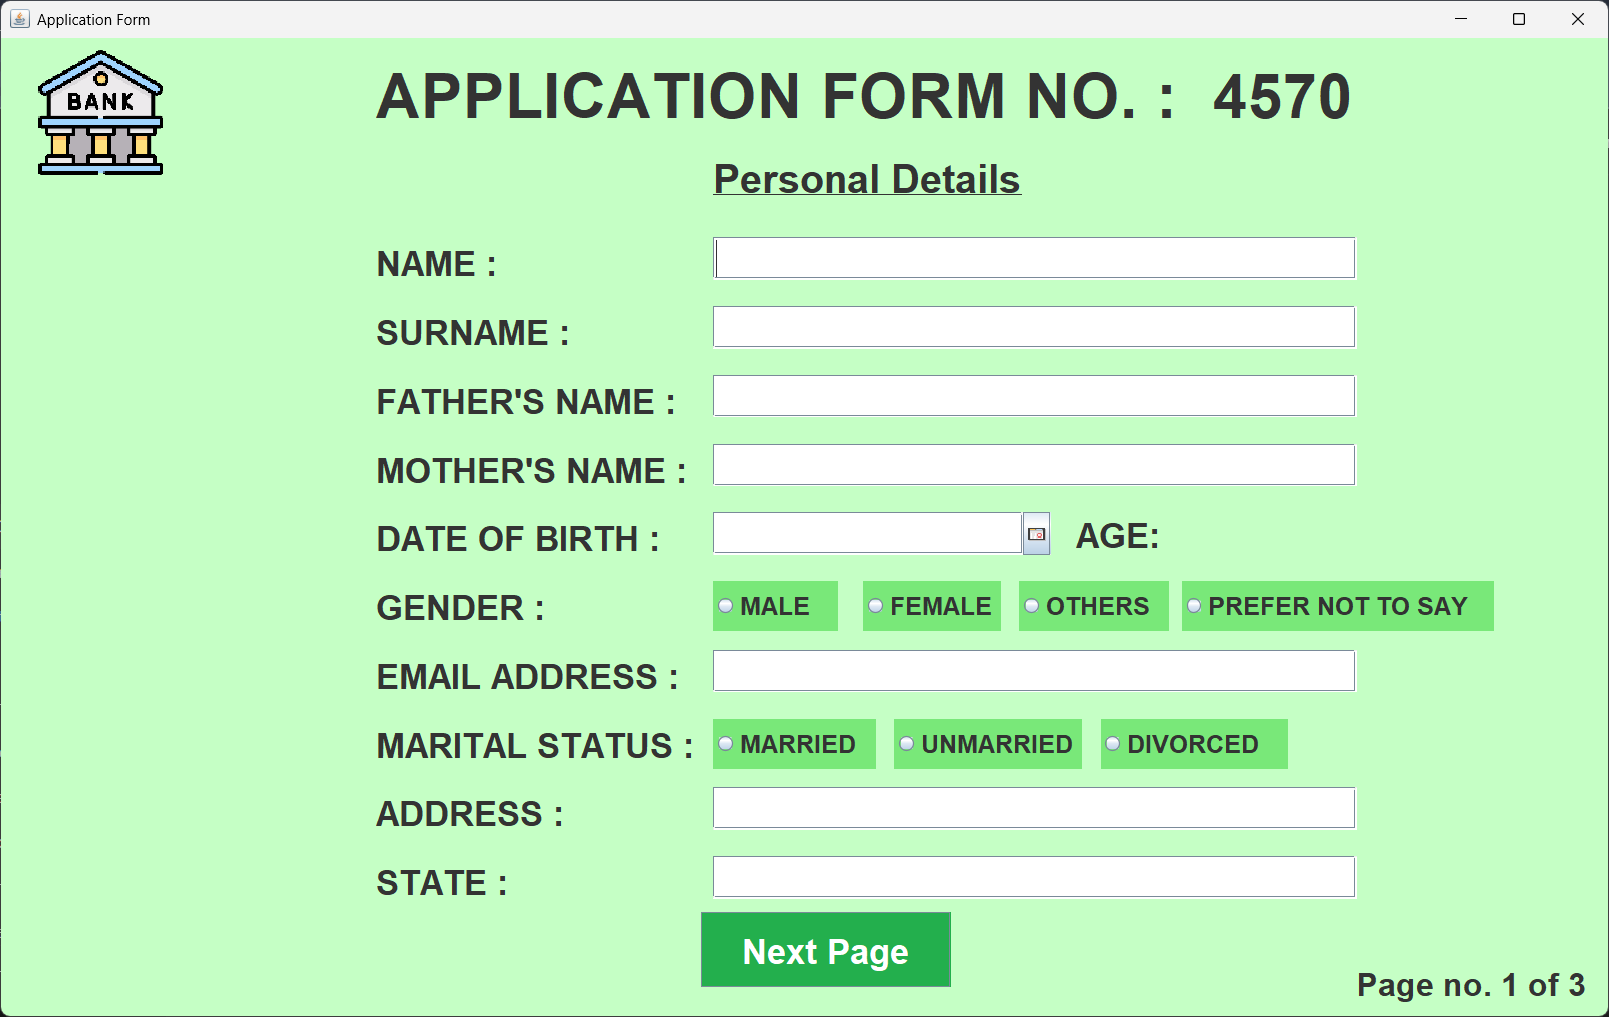 Application Form
BANK
APPLICATION FORM NO. : 4570
Personal Details
NAME :
SURNAME :
FATHER'S NAME :
MOTHER'S NAME :
DATE OF BIRTH : AGE:
GENDER : MALE FEMALE OTHERS PREFER NOT TO SAY
EMAIL ADDRESS :
MARITAL STATUS : MARRIED UNMARRIED DIVORCED
ADDRESS :
STATE :
Next Page
Page no. 1 of 3